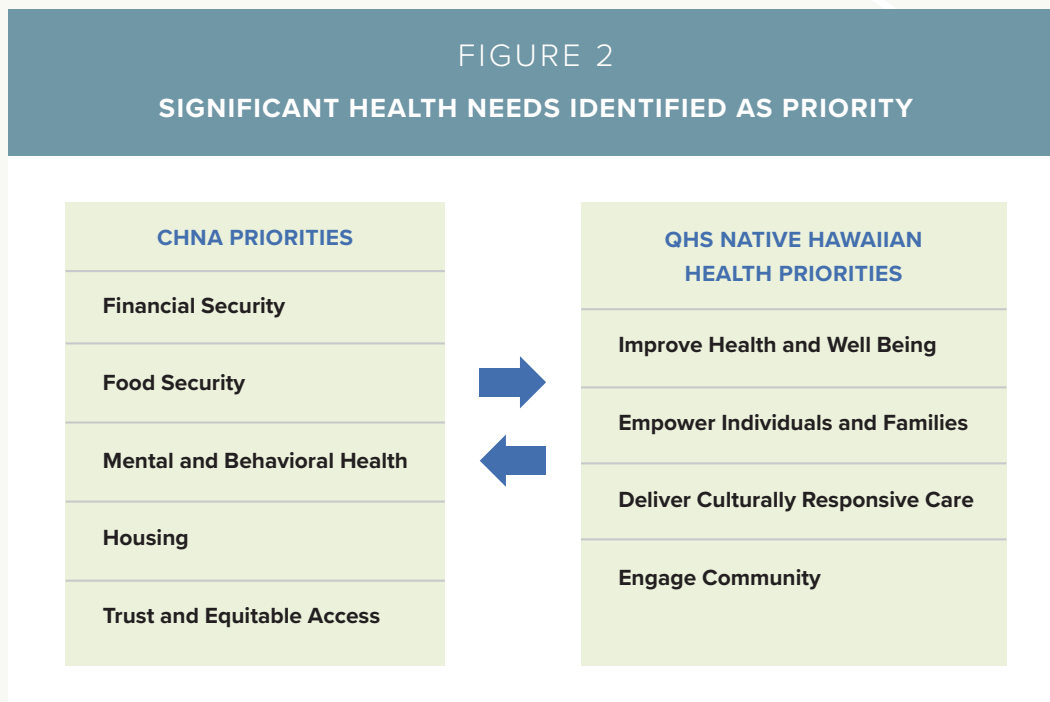 FIGURE 2
SIGNIFICANT HEALTH NEEDS IDENTIFIED AS PRIORITY
CHNA PRIORITIES
Financial Security
Food Security
Mental and Behavioral Health
Housing
Trust and Equitable Access
QHS NATIVE HAWAIIAN
HEALTH PRIORITIES
Improve Health and Well Being
Empower Individuals and Families
Deliver Culturally Responsive Care
Engage Community